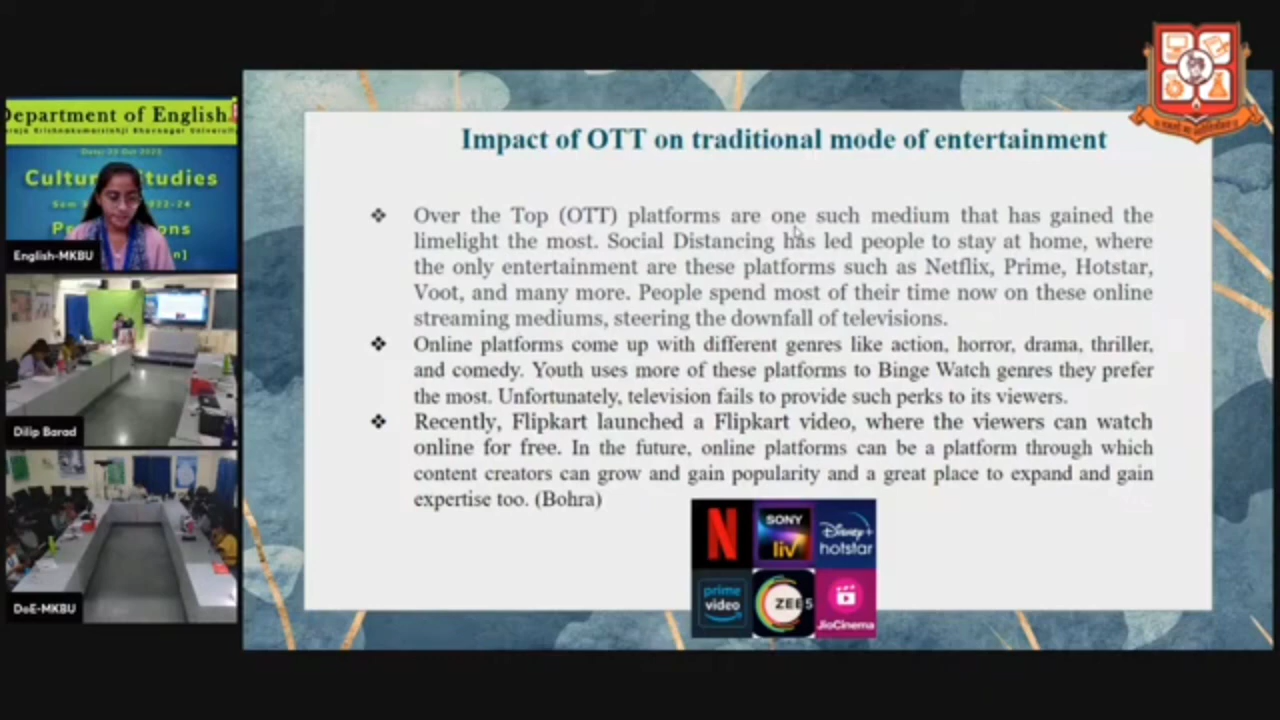 Department of English
Maharaja Krishnakumarsinhji Bhavnagar University
Cultural Studies
English-MKBU
Dilip Barad
DoE-MKBU
Impact of OTT on traditional mode of entertainment
❖ Over the Top (OTT) platforms are one such medium that has gained the
limelight the most. Social Distancing has led people to stay at home, where
the only entertainment are these platforms such as Netflix, Prime, Hotstar,
Voot, and many more. People spend most of their time now on these online
streaming mediums, steering the downfall of televisions.
❖ Online platforms come up with different genres like action, horror, drama, thriller,
and comedy. Youth uses more of these platforms to Binge Watch genres they prefer
the most. Unfortunately, television fails to provide such perks to its viewers.
❖ Recently, Flipkart launched a Flipkart video, where the viewers can watch
online for free. In the future, online platforms can be a platform through which
content creators can grow and gain popularity and a great place to expand and gain
expertise too. (Bohra)
N
SONY
liv
Disney+
hotstar
prime
video
ZEE5
JioCinema